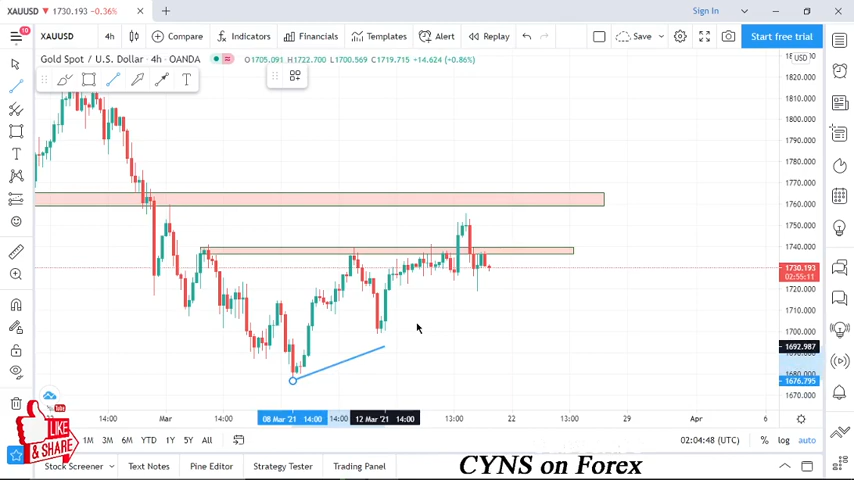 XAUUSD ▼ 1730.193 −0.36%
Sign In
10
XAUUSD
4h
Compare
Indicators
Financials
Templates
Alert
Replay
Save
Start free trial
Gold Spot / U.S. Dollar · 4h · OANDA
O1705.091 H1722.700 L1700.569 C1719.715 +14.624 (+0.86%)
USD
1820.000
1810.000
1800.000
1790.000
1780.000
1770.000
1760.000
1750.000
1740.000
1730.193
02:55:11
1720.000
1710.000
1700.000
1692.987
1680.000
1676.795
1670.000
14:00
Mar
14:00
08 Mar '21 14:00
14:00
12 Mar '21 14:00
13:00
22
13:00
29
Apr
6
LIKE
& SHARE
You Tube
1M 3M 6M YTD 1Y 5Y All
02:04:48 (UTC)
% log auto
Stock Screener
Text Notes
Pine Editor
Strategy Tester
Trading Panel
CYNS on Forex